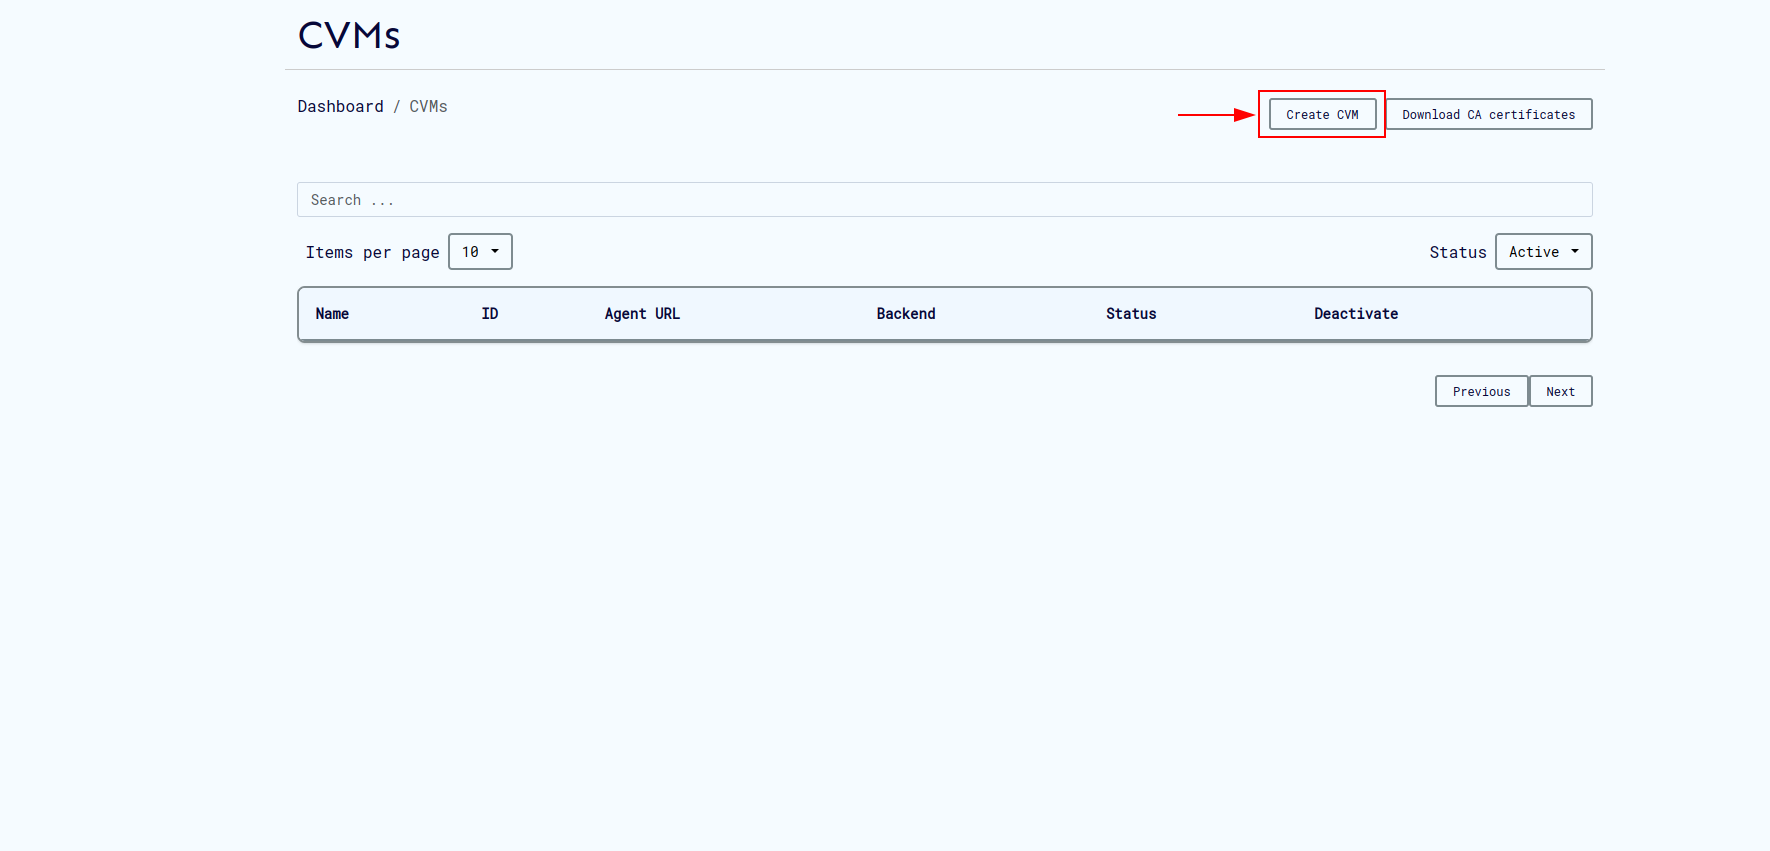 CVMs
Dashboard / CVMs
Create CVM
Download CA certificates
Search ...
Items per page 10
Status Active
Name ID Agent URL Backend Status Deactivate
Previous Next